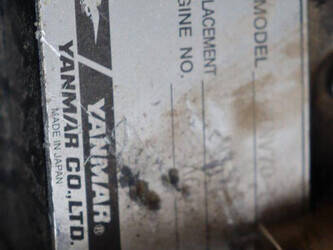 MODEL
PLACEMENT
GINE NO.
YANMAR®
YANMAR CO.,LTD.
MADE IN JAPAN